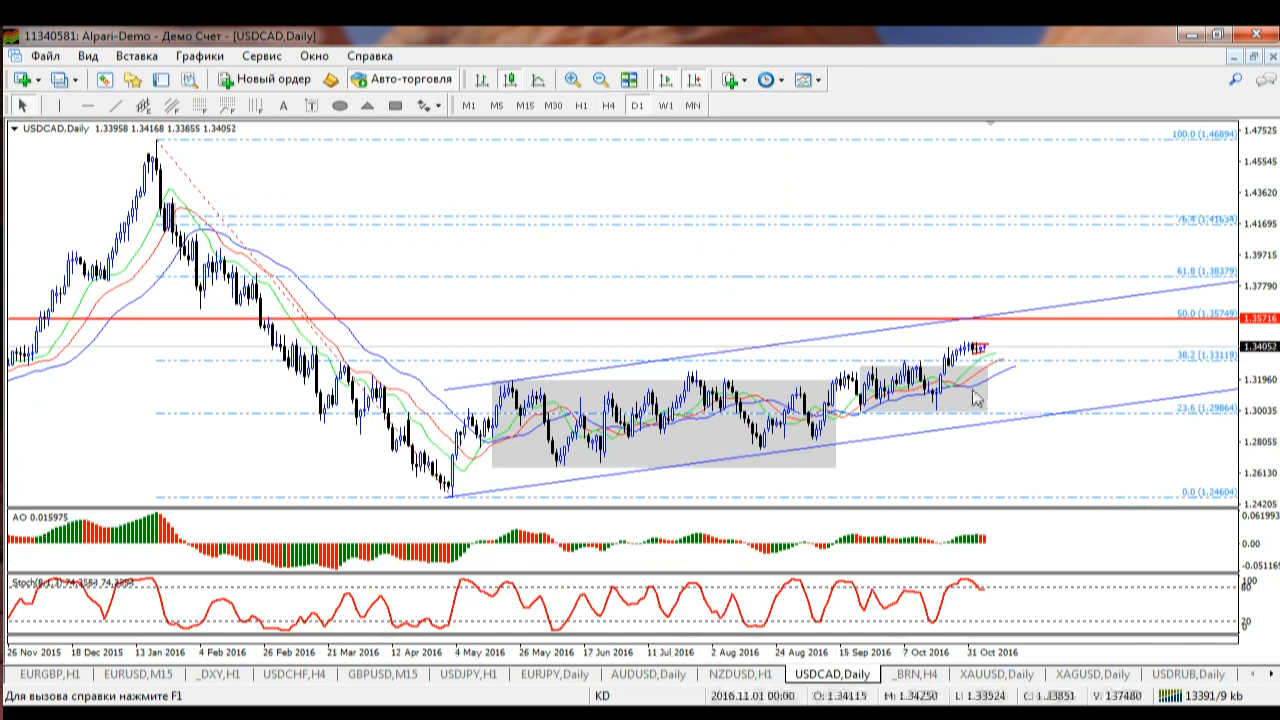 11340581: Alpari-Demo - Демо Счет - [USDCAD,Daily]
Файл Вид Вставка Графики Сервис Окно Справка
Новый ордер Авто-торговля
A T M1 M5 M15 M30 H1 H4 D1 W1 MN
USDCAD,Daily 1.33958 1.34168 1.33855 1.34052
1.47525
100.0 (1.46894)
1.45545
1.43620
1.41695
1.39715
61.8 (1.38379)
1.37790
50.0 (1.35749)
1.35716
1.34052
38.2 (1.33119)
1.31960
23.6 (1.29864)
1.30035
1.28055
1.26130
0.0 (1.24604)
1.24205
AO 0.015975
0.061993
0.00
-0.051169
100
80
20
0
26 Nov 2015 18 Dec 2015 13 Jan 2016 4 Feb 2016 26 Feb 2016 21 Mar 2016 12 Apr 2016 4 May 2016 26 May 2016 17 Jun 2016 11 Jul 2016 2 Aug 2016 24 Aug 2016 15 Sep 2016 7 Oct 2016 31 Oct 2016
EURGBP,H1 EURUSD,M15 _DXY,H1 USDCHF,H4 GBPUSD,M15 USDJPY,H1 EURJPY,Daily AUDUSD,Daily NZDUSD,H1 USDCAD,Daily _BRN,H4 XAUUSD,Daily XAGUSD,Daily USDRUB,Daily
Для вызова справки нажмите F1 KD 2016.11.01 00:00 O: 1.34115 H: 1.34250 L: 1.33524 C: 1.33851 V: 137480 13391/9 kb